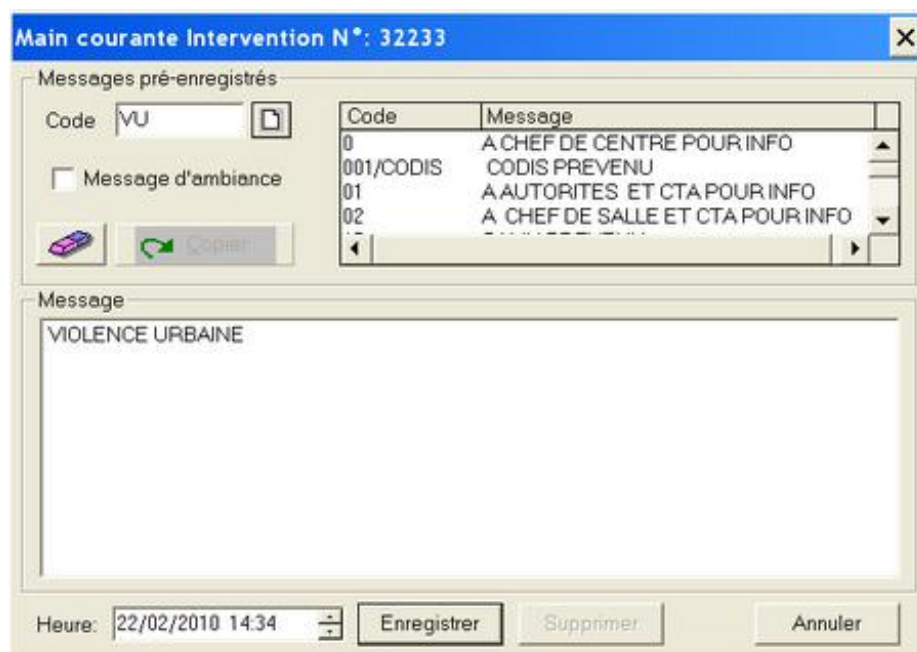 Main courante Intervention N°: 32233
Messages pré-enregistrés
Code VU
Message d'ambiance
Copier
Code Message
0 A CHEF DE CENTRE POUR INFO
001/CODIS CODIS PREVENU
01 A AUTORITES ET CTA POUR INFO
02 A CHEF DE SALLE ET CTA POUR INFO
Message
VIOLENCE URBAINE
Heure: 22/02/2010 14:34 Enregistrer Supprimer Annuler